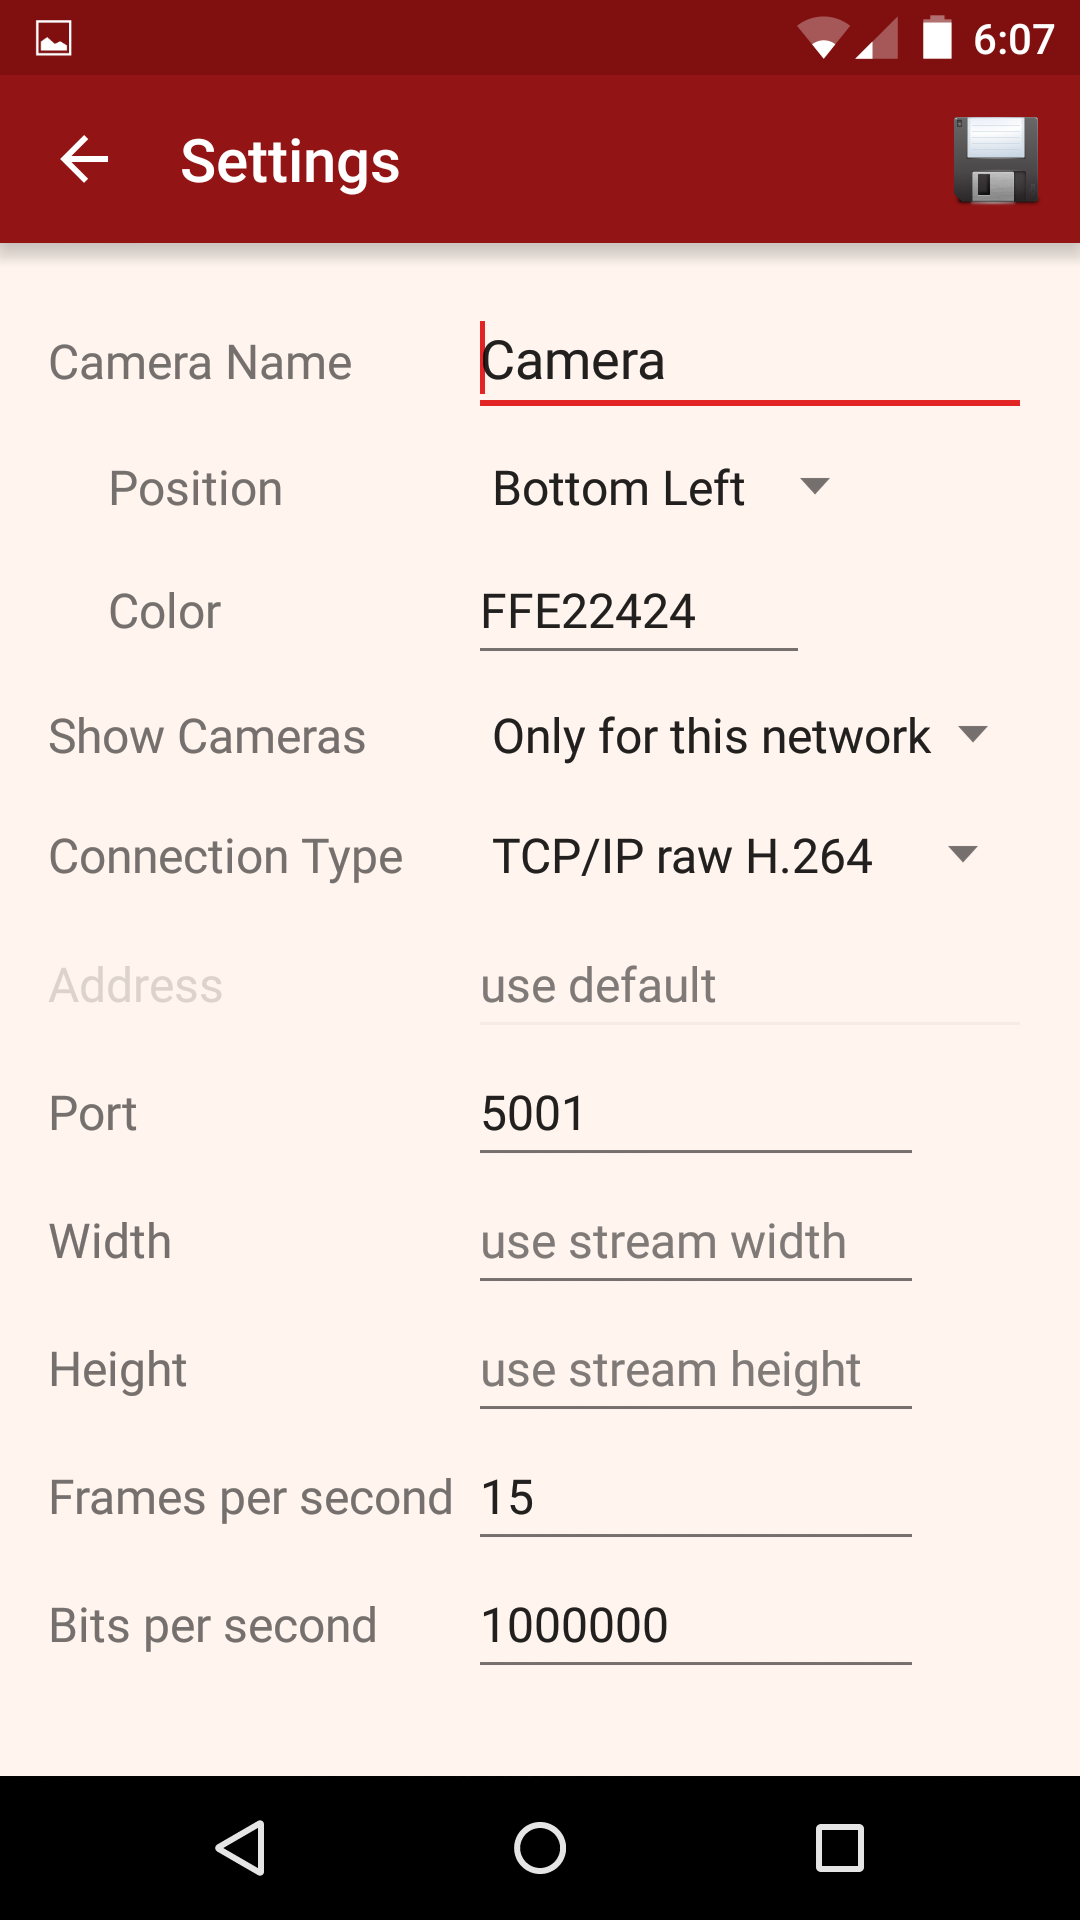 6:07
Settings
Camera Name Camera
Position Bottom Left
Color FFE22424
Show Cameras Only for this network
Connection Type TCP/IP raw H.264
Address use default
Port 5001
Width use stream width
Height use stream height
Frames per second 15
Bits per second 1000000